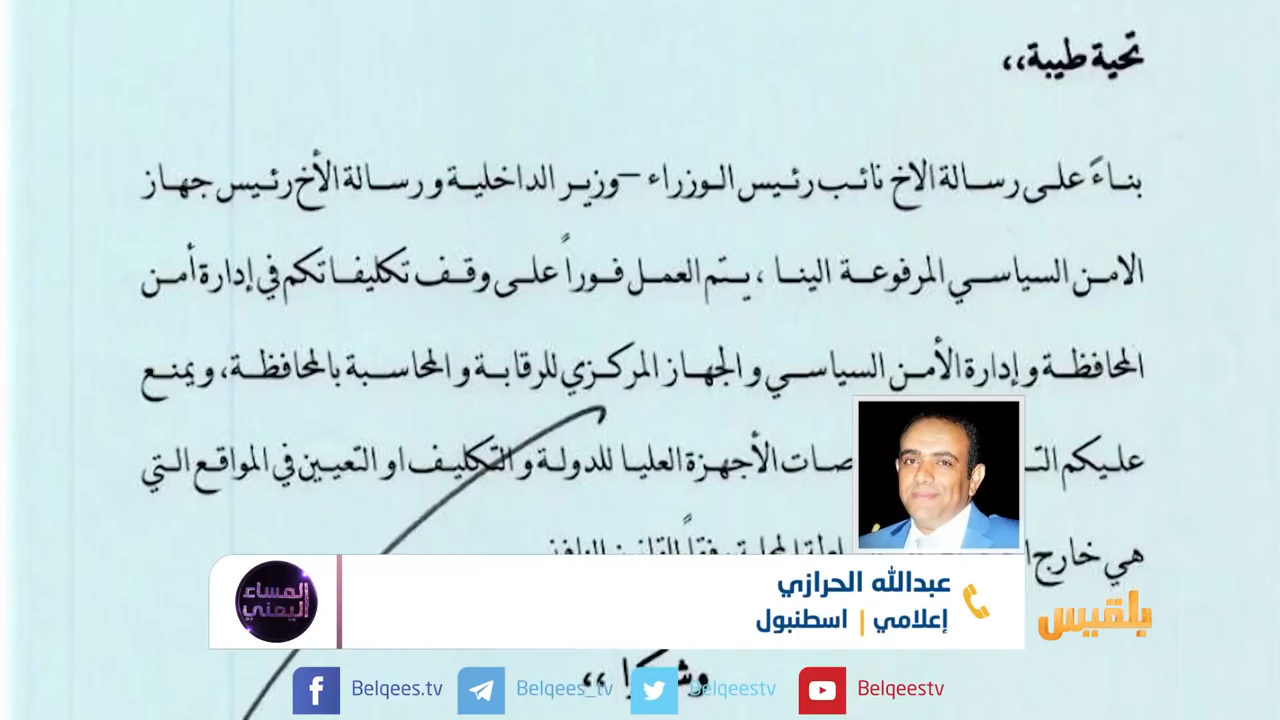 تحية طيبة،،
بناءً على رسالة الاخ نائب رئيس الوزراء – وزير الداخلية ورسالة الأخ رئيس جهاز
الامن السياسي المرفوعة الينا ، يتم العمل فوراً على وقف تكليفاتكم في إدارة أمن
المحافظة وإدارة الأمن السياسي والجهاز المركزي للرقابة والمحاسبة بالمحافظة، ويمنع
عليكم الأجهزة العليا للدولة والتكليف او التعيين في المواقع التي
هي خارج
عبدالله الحرازي
إعلامي | اسطنبول
المساء
اليمني
بلقيس
وشكرا ،،
Belqees.tv
Belqees_tv
Belqeestv
Belqeestv